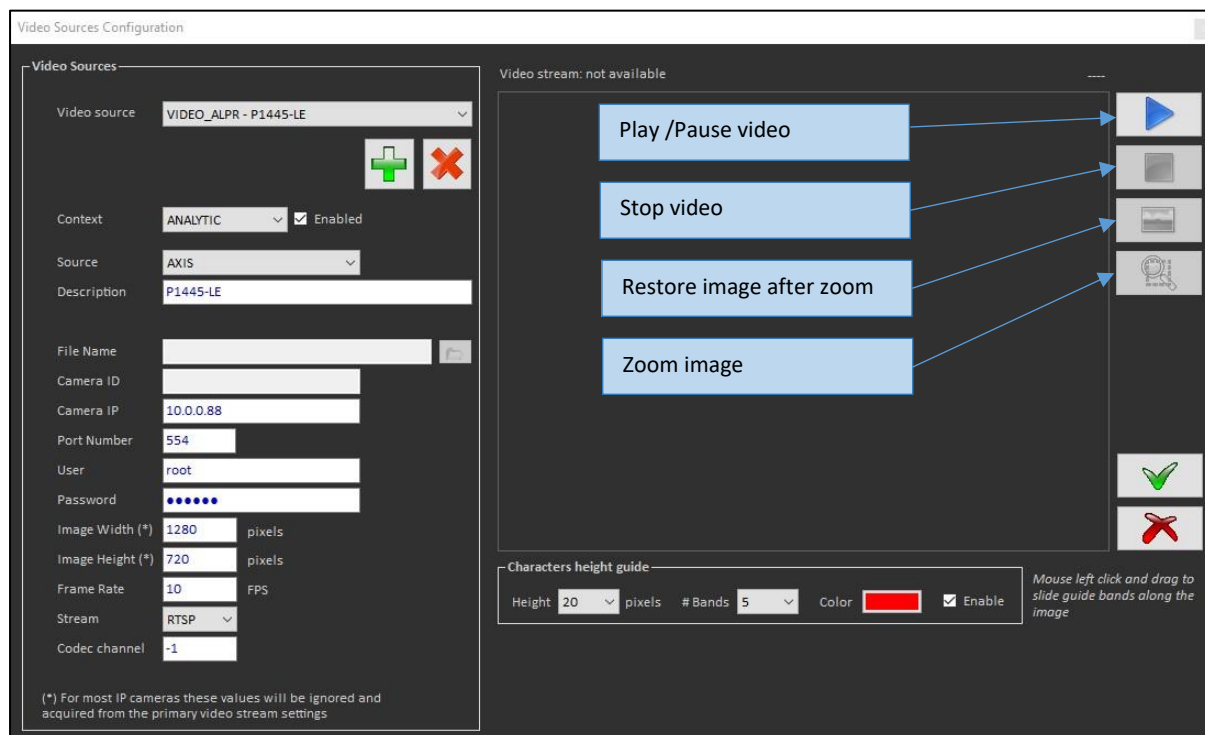 Video Sources Configuration
Video Sources
Video source VIDEO_ALPR - P1445-LE
Context ANALYTIC Enabled
Source AXIS
Description P1445-LE
File Name
Camera ID
Camera IP 10.0.0.88
Port Number 554
User root
Password ●●●●●●
Image Width (*) 1280 pixels
Image Height (*) 720 pixels
Frame Rate 10 FPS
Stream RTSP
Codec channel -1
(*) For most IP cameras these values will be ignored and
acquired from the primary video stream settings
Video stream: not available ----
Play /Pause video
Stop video
Restore image after zoom
Zoom image
Characters height guide
Height 20 pixels # Bands 5 Color Enable
Mouse left click and drag to
slide guide bands along the
image